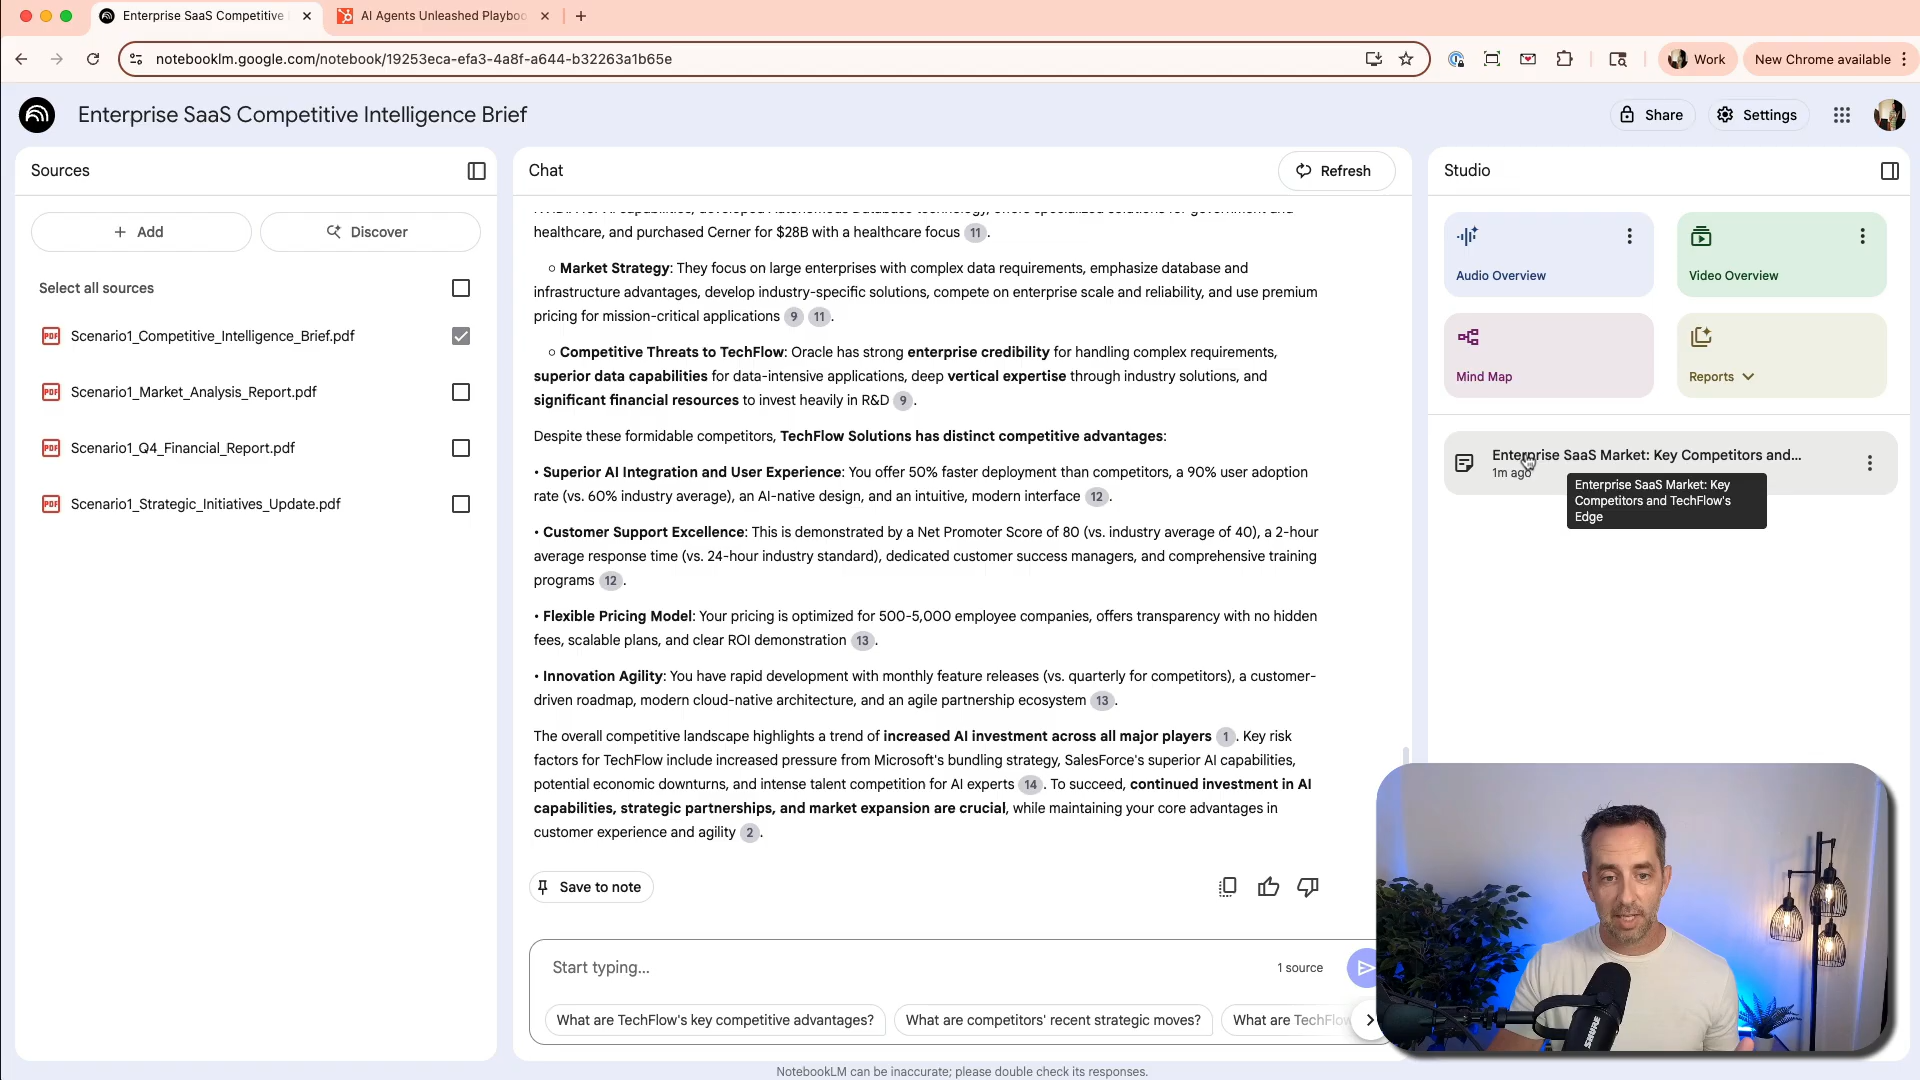 Enterprise SaaS Competitive
AI Agents Unleashed Playboo
notebooklm.google.com/notebook/19253eca-efa3-4a8f-a644-b32263a1b65e
Work
New Chrome available
Enterprise SaaS Competitive Intelligence Brief
Share
Settings
Sources
Add
Discover
Select all sources
PDF Scenario1_Competitive_Intelligence_Brief.pdf
PDF Scenario1_Market_Analysis_Report.pdf
PDF Scenario1_Q4_Financial_Report.pdf
PDF Scenario1_Strategic_Initiatives_Update.pdf
Chat
Refresh
healthcare, and purchased Cerner for $28B with a healthcare focus 11.
○ Market Strategy: They focus on large enterprises with complex data requirements, emphasize database and
infrastructure advantages, develop industry-specific solutions, compete on enterprise scale and reliability, and use premium
pricing for mission-critical applications 9 11.
○ Competitive Threats to TechFlow: Oracle has strong enterprise credibility for handling complex requirements,
superior data capabilities for data-intensive applications, deep vertical expertise through industry solutions, and
significant financial resources to invest heavily in R&D 9.
Despite these formidable competitors, TechFlow Solutions has distinct competitive advantages:
• Superior AI Integration and User Experience: You offer 50% faster deployment than competitors, a 90% user adoption
rate (vs. 60% industry average), an AI-native design, and an intuitive, modern interface 12.
• Customer Support Excellence: This is demonstrated by a Net Promoter Score of 80 (vs. industry average of 40), a 2-hour
average response time (vs. 24-hour industry standard), dedicated customer success managers, and comprehensive training
programs 12.
• Flexible Pricing Model: Your pricing is optimized for 500-5,000 employee companies, offers transparency with no hidden
fees, scalable plans, and clear ROI demonstration 13.
• Innovation Agility: You have rapid development with monthly feature releases (vs. quarterly for competitors), a customer-
driven roadmap, modern cloud-native architecture, and an agile partnership ecosystem 13.
The overall competitive landscape highlights a trend of increased AI investment across all major players 1. Key risk
factors for TechFlow include increased pressure from Microsoft's bundling strategy, SalesForce's superior AI capabilities,
potential economic downturns, and intense talent competition for AI experts 14. To succeed, continued investment in AI
capabilities, strategic partnerships, and market expansion are crucial, while maintaining your core advantages in
customer experience and agility 2.
Save to note
Start typing...
1 source
What are TechFlow's key competitive advantages?
What are competitors' recent strategic moves?
What are TechFlow
NotebookLM can be inaccurate; please double check its responses.
Studio
Audio Overview
Video Overview
Mind Map
Reports
Enterprise SaaS Market: Key Competitors and...
1m ago
Enterprise SaaS Market: Key
Competitors and TechFlow's
Edge
SHURE